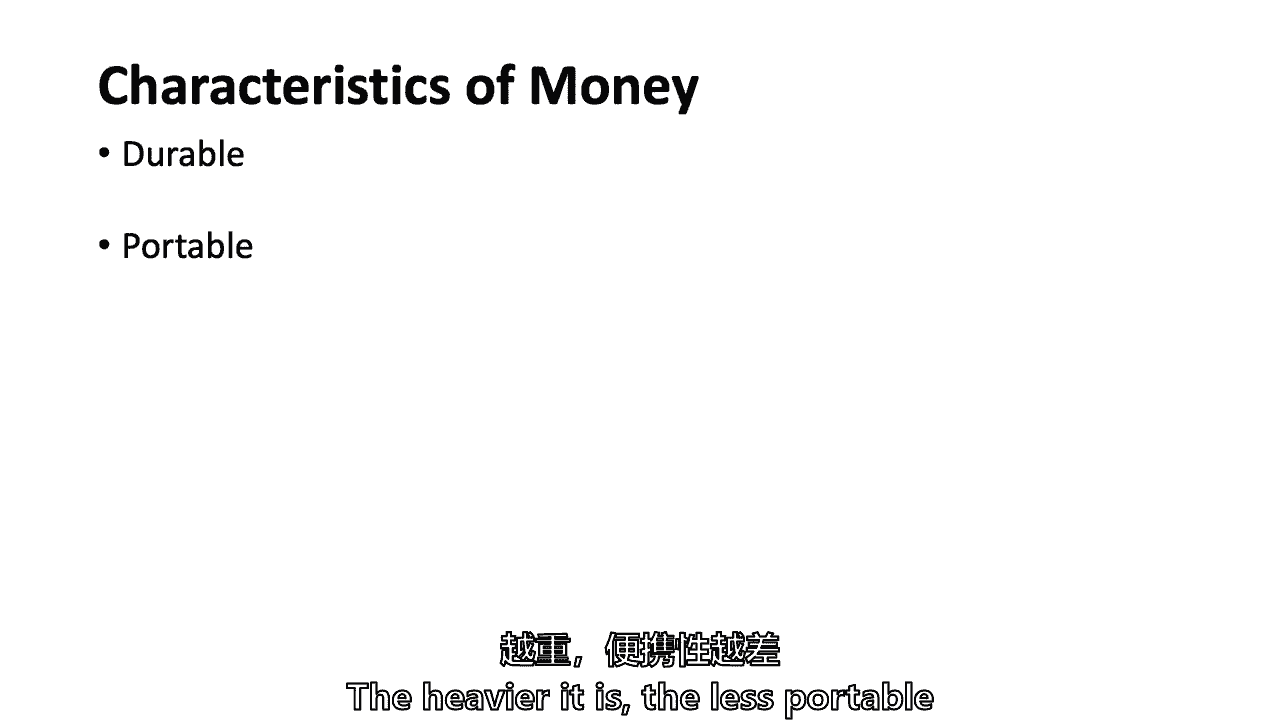 Characteristics of Money
• Durable
• Portable
越重，便携性越差
The heavier it is, the less portable